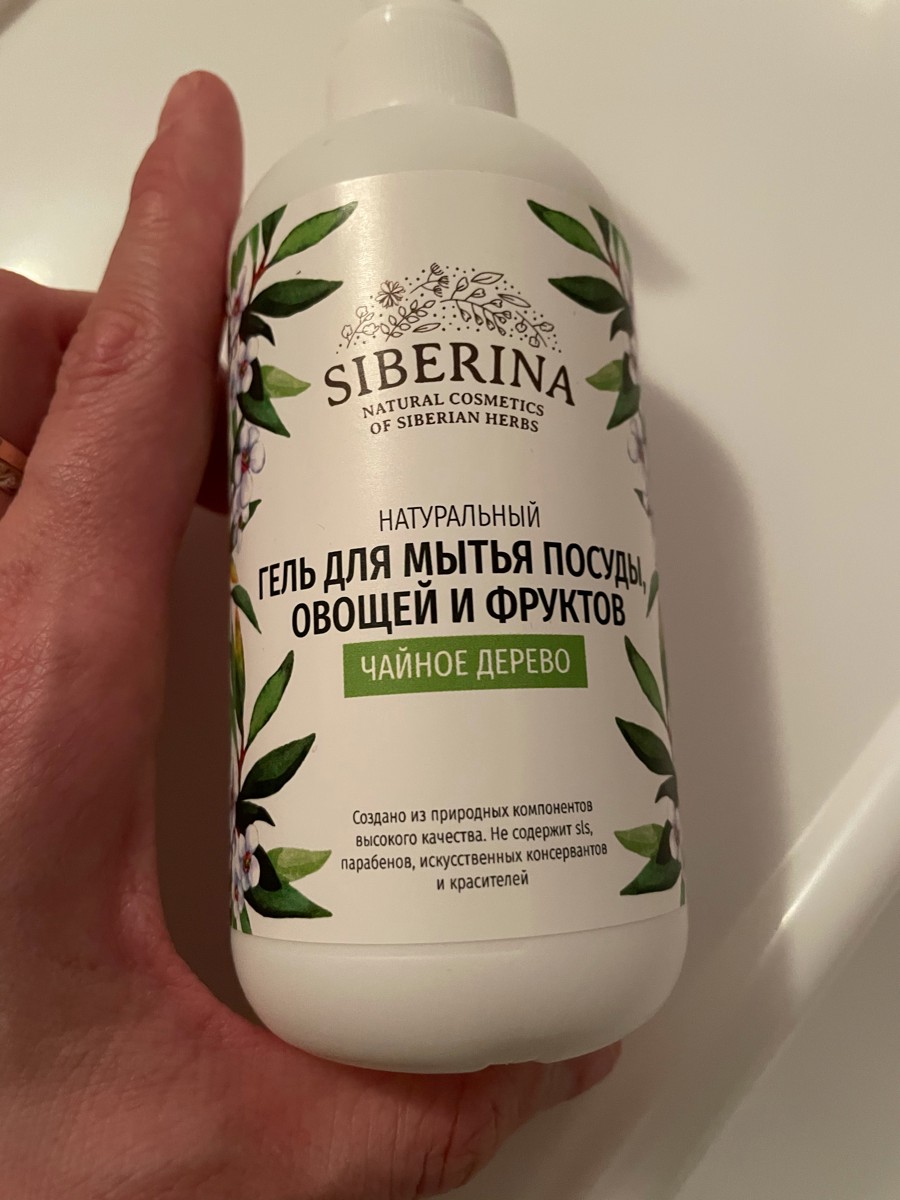 SIBERINA
NATURAL COSMETICS
OF SIBERIAN HERBS
НАТУРАЛЬНЫЙ
ГЕЛЬ ДЛЯ МЫТЬЯ ПОСУДЫ,
ОВОЩЕЙ И ФРУКТОВ
ЧАЙНОЕ ДЕРЕВО
Создано из природных компонентов
высокого качества. Не содержит sls,
парабенов, искусственных консервантов
и красителей